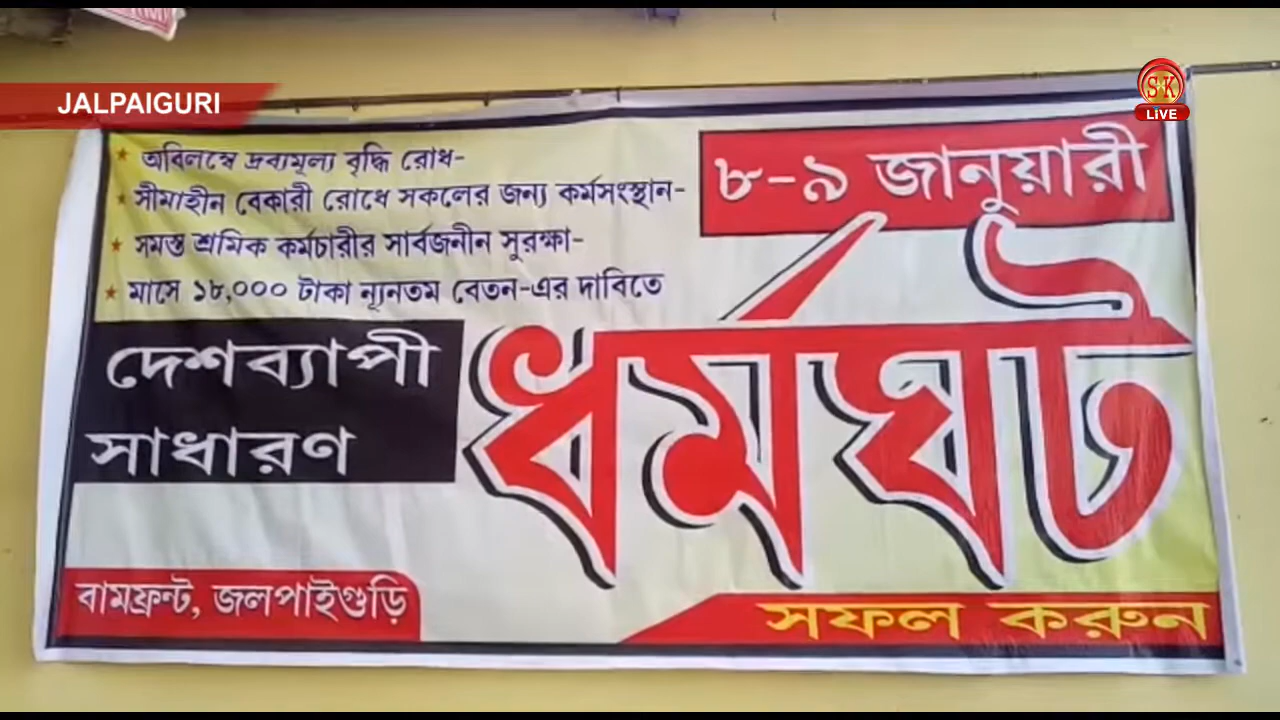 JALPAIGURI
SK
LIVE
★ অবিলম্বে দ্রব্যমূল্য বৃদ্ধি রোধ-
★ সীমাহীন বেকারী রোধে সকলের জন্য কর্মসংস্থান-
★ সমস্ত শ্রমিক কর্মচারীর সার্বজনীন সুরক্ষা-
★ মাসে ১৮,০০০ টাকা ন্যূনতম বেতন-এর দাবিতে
৮-৯ জানুয়ারী
দেশব্যাপী
সাধারণ
ধর্মঘট
বামফ্রন্ট, জলপাইগুড়ি
সফল করুন